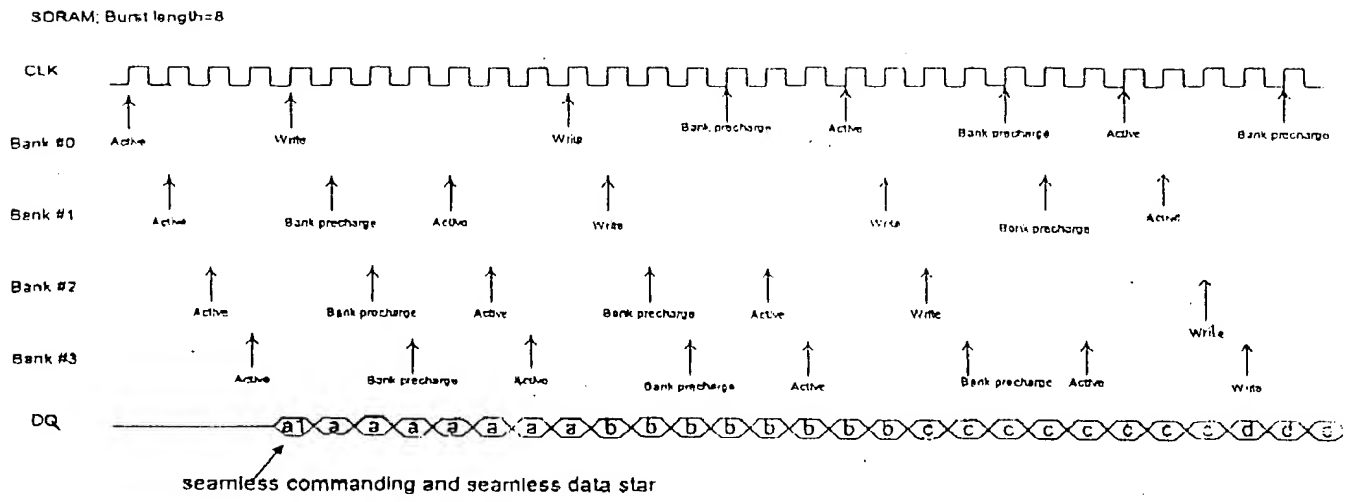 SDRAM; Burst length=8
CLK
Bank #0 Active Write Write Bank precharge Active Bank precharge Active Bank precharge
Bank #1 Active Bank precharge Active Write Write Bank precharge Active
Bank #2 Active Bank precharge Active Bank precharge Active Write Write
Bank #3 Active Bank precharge Active Bank precharge Active Bank precharge Active Write
DQ a1 a a a a a a a b b b b b b b b c c c c c c c c d d d
seamless commanding and seamless data star